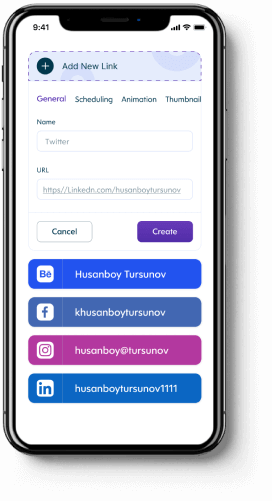 9:41
Add New Link
General Scheduling Animation Thumbnail
Name
Twitter
URL
https//Linkedn.com/husanboytursunov
Cancel Create
Bē Husanboy Tursunov
f khusanboytursunov
husanboy@tursunov
in husanboytursunov1111